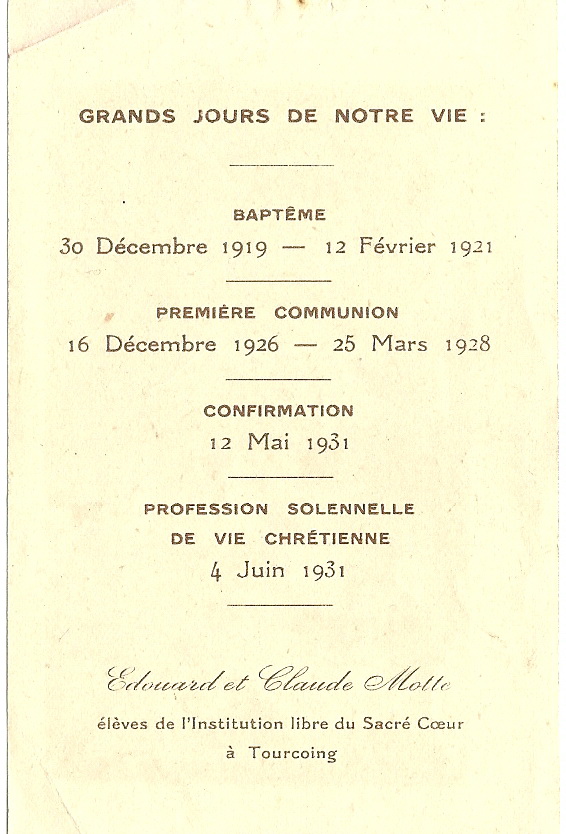 GRANDS JOURS DE NOTRE VIE :
BAPTÊME
30 Décembre 1919 — 12 Février 1921
PREMIÈRE COMMUNION
16 Décembre 1926 — 25 Mars 1928
CONFIRMATION
12 Mai 1931
PROFESSION SOLENNELLE
DE VIE CHRÉTIENNE
4 Juin 1931
Edouard et Claude Motte
élèves de l'Institution libre du Sacré Cœur
à Tourcoing